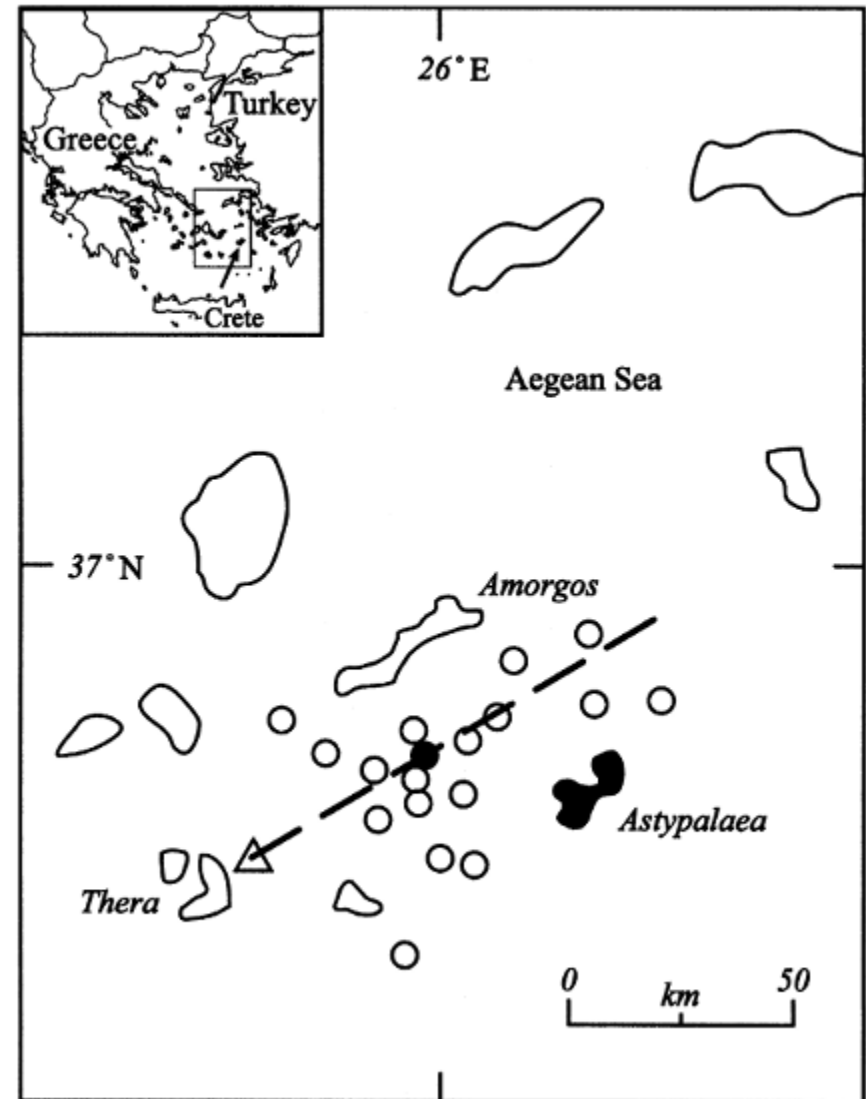 26°E
Turkey
Greece
Crete
Aegean Sea
37°N
Amorgos
Astypalaea
Thera
0
50
km